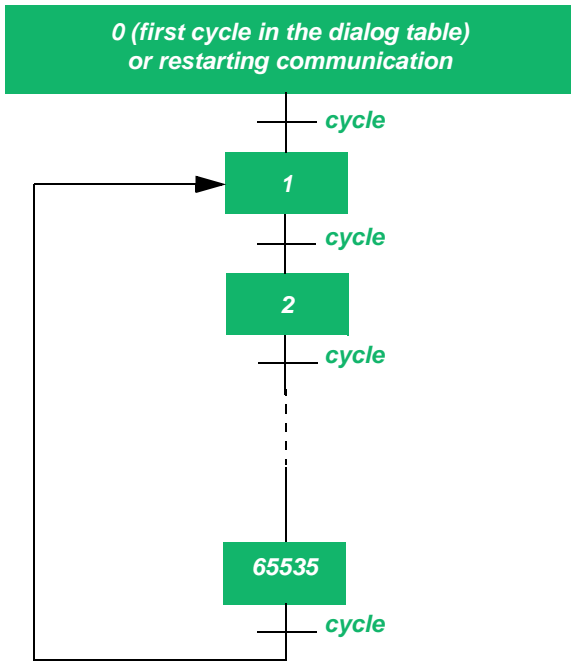 0 (first cycle in the dialog table)
or restarting communication
cycle
1
cycle
2
cycle
65535
cycle